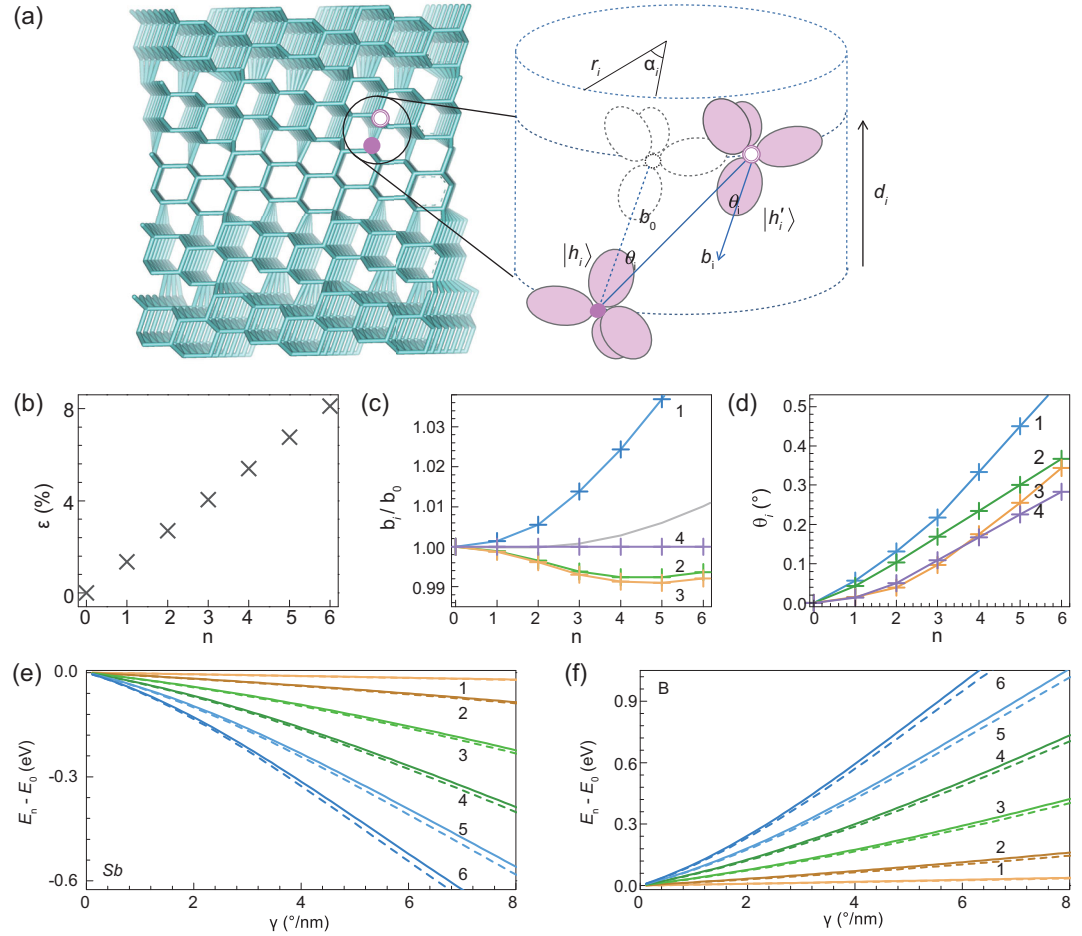 (a)
r_i
α_i
d_i
θ_i
|h_i'⟩
b_0
b_i
|h_i⟩
θ_i
(b)
8
4
0
ε (%)
0 1 2 3 4 5 6
n
(c)
1.03
1.02
1.01
1.00
0.99
b_i / b_0
1
4
2
3
0 1 2 3 4 5 6
n
(d)
0.5
0.4
0.3
0.2
0.1
0.0
θ_i (°)
1
2
3
4
0 1 2 3 4 5 6
n
(e)
0.0
-0.3
-0.6
E_n - E_0 (eV)
1
2
3
4
5
6
Sb
0 2 4 6 8
γ (°/nm)
(f)
0.9
0.6
0.3
0.0
E_n - E_0 (eV)
B
6
5
4
3
2
1
0 2 4 6 8
γ (°/nm)